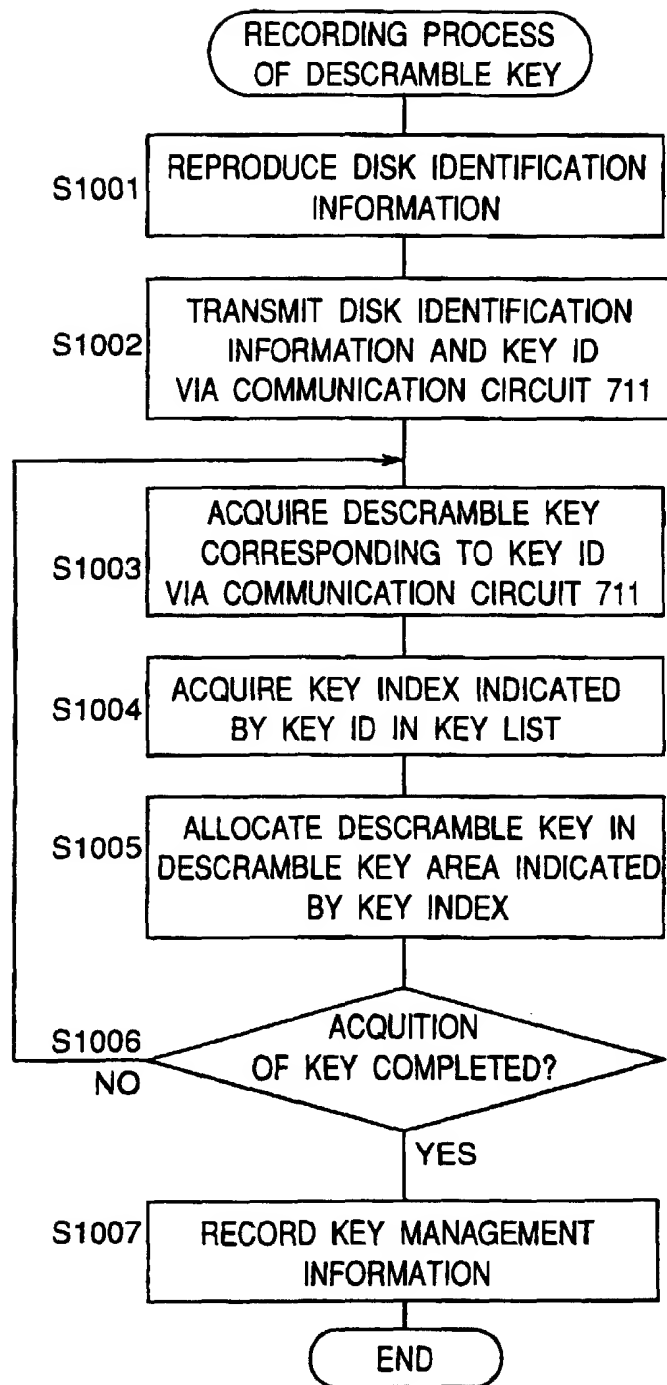 RECORDING PROCESS
OF DESCRAMBLE KEY
S1001
REPRODUCE DISK IDENTIFICATION
INFORMATION
S1002
TRANSMIT DISK IDENTIFICATION
INFORMATION AND KEY ID
VIA COMMUNICATION CIRCUIT 711
S1003
ACQUIRE DESCRAMBLE KEY
CORRESPONDING TO KEY ID
VIA COMMUNICATION CIRCUIT 711
S1004
ACQUIRE KEY INDEX INDICATED
BY KEY ID IN KEY LIST
S1005
ALLOCATE DESCRAMBLE KEY IN
DESCRAMBLE KEY AREA INDICATED
BY KEY INDEX
S1006
ACQUITION
OF KEY COMPLETED?
NO
YES
S1007
RECORD KEY MANAGEMENT
INFORMATION
END